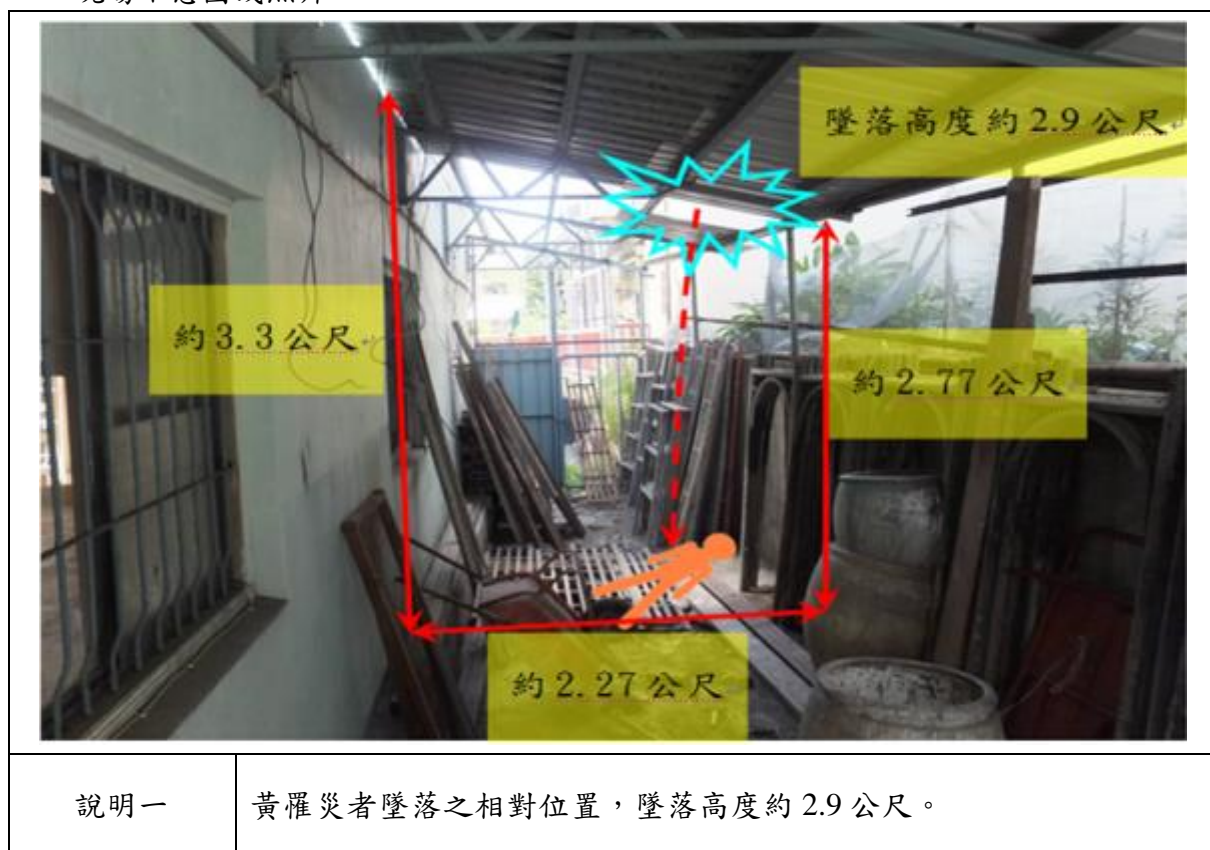 墜落高度約 2.9 公尺
約 3.3 公尺
約 2.77 公尺
約 2.27 公尺
說明一
黃罹災者墜落之相對位置,墜落高度約 2.9 公尺。